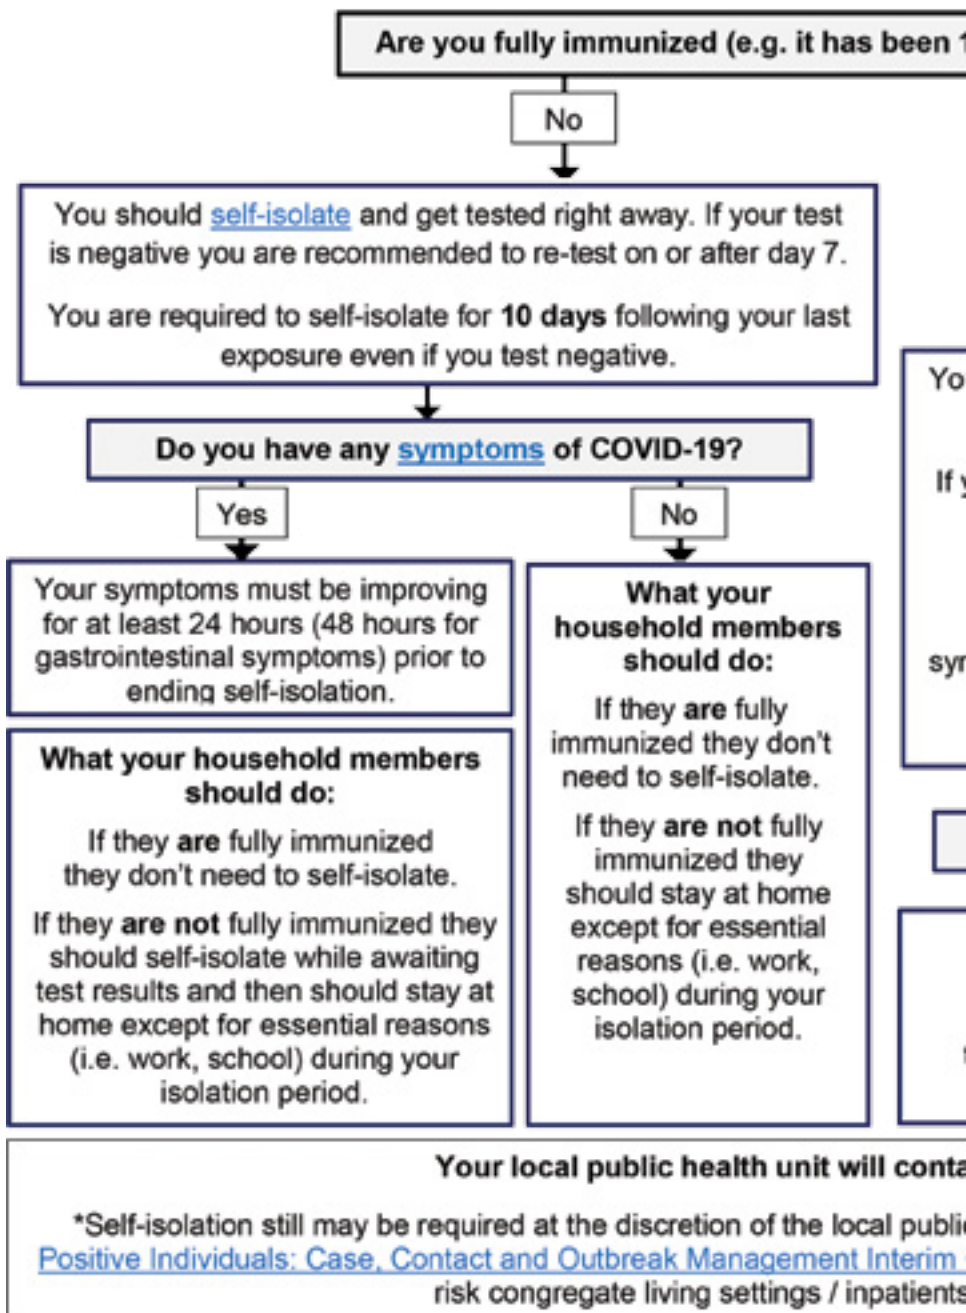 Are you fully immunized (e.g. it has been
No
You should self-isolate and get tested right away. If your test
is negative you are recommended to re-test on or after day 7.
You are required to self-isolate for 10 days following your last
exposure even if you test negative.
Do you have any symptoms of COVID-19?
Yes
No
Your symptoms must be improving
for at least 24 hours (48 hours for
gastrointestinal symptoms) prior to
ending self-isolation.
What your household members
should do:
If they are fully immunized
they don't need to self-isolate.
If they are not fully immunized they
should self-isolate while awaiting
test results and then should stay at
home except for essential reasons
(i.e. work, school) during your
isolation period.
What your
household members
should do:
If they are fully
immunized they don't
need to self-isolate.
If they are not fully
immunized they
should stay at home
except for essential
reasons (i.e. work,
school) during your
isolation period.
If
Your local public health unit will
*Self-isolation still may be required at the discretion of the local
Positive Individuals: Case, Contact and Outbreak Management Interim
risk congregate living settings / inpatients